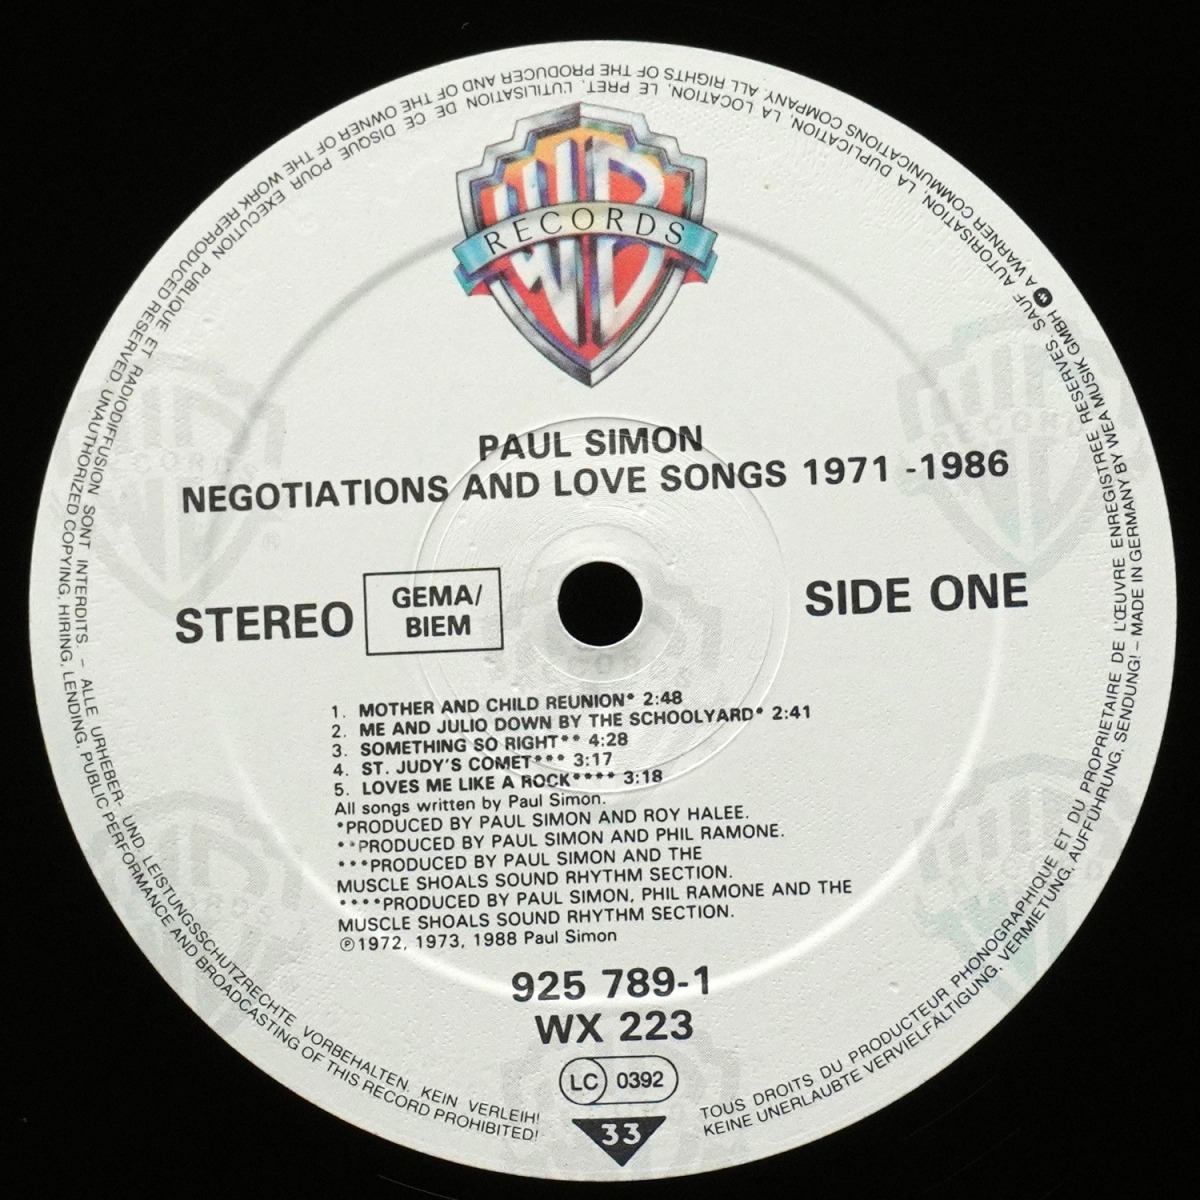 WB
RECORDS
PAUL SIMON
NEGOTIATIONS AND LOVE SONGS 1971 -1986
STEREO
GEMA/
BIEM
SIDE ONE
1. MOTHER AND CHILD REUNION* 2:48
2. ME AND JULIO DOWN BY THE SCHOOLYARD* 2:41
3. SOMETHING SO RIGHT** 4:28
4. ST. JUDY'S COMET*** 3:17
5. LOVES ME LIKE A ROCK**** 3:18
All songs written by Paul Simon.
*PRODUCED BY PAUL SIMON AND ROY HALEE.
**PRODUCED BY PAUL SIMON AND PHIL RAMONE.
***PRODUCED BY PAUL SIMON AND THE
MUSCLE SHOALS SOUND RHYTHM SECTION.
****PRODUCED BY PAUL SIMON, PHIL RAMONE AND THE
MUSCLE SHOALS SOUND RHYTHM SECTION.
℗1972, 1973, 1988 Paul Simon
925 789-1
WX 223
LC 0392
33
TOUS DROITS DU PRODUCTEUR PHONOGRAPHIQUE ET DU PROPRIETAIRE DE L'ŒUVRE ENREGISTREE RESERVES. SAUF AUTORISATION, LA DUPLICATION, LA LOCATION, LE PRET, L'UTILISATION DE CE DISQUE POUR EXECUTION PUBLIQUE ET RADIODIFFUSION SONT INTERDITS. – ALLE URHEBER- UND LEISTUNGSSCHUTZRECHTE VORBEHALTEN. KEIN VERLEIH!
KEINE UNERLAUBTE VERVIELFÄLTIGUNG, VERMIETUNG, AUFFÜHRUNG, SENDUNG! – MADE IN GERMANY BY WEA MUSIK GMBH W A WARNER COMMUNICATIONS COMPANY. ALL RIGHTS OF THE PRODUCER AND OF THE OWNER OF THE WORK REPRODUCED RESERVED. UNAUTHORIZED COPYING, HIRING, LENDING, PUBLIC PERFORMANCE AND BROADCASTING OF THIS RECORD PROHIBITED!